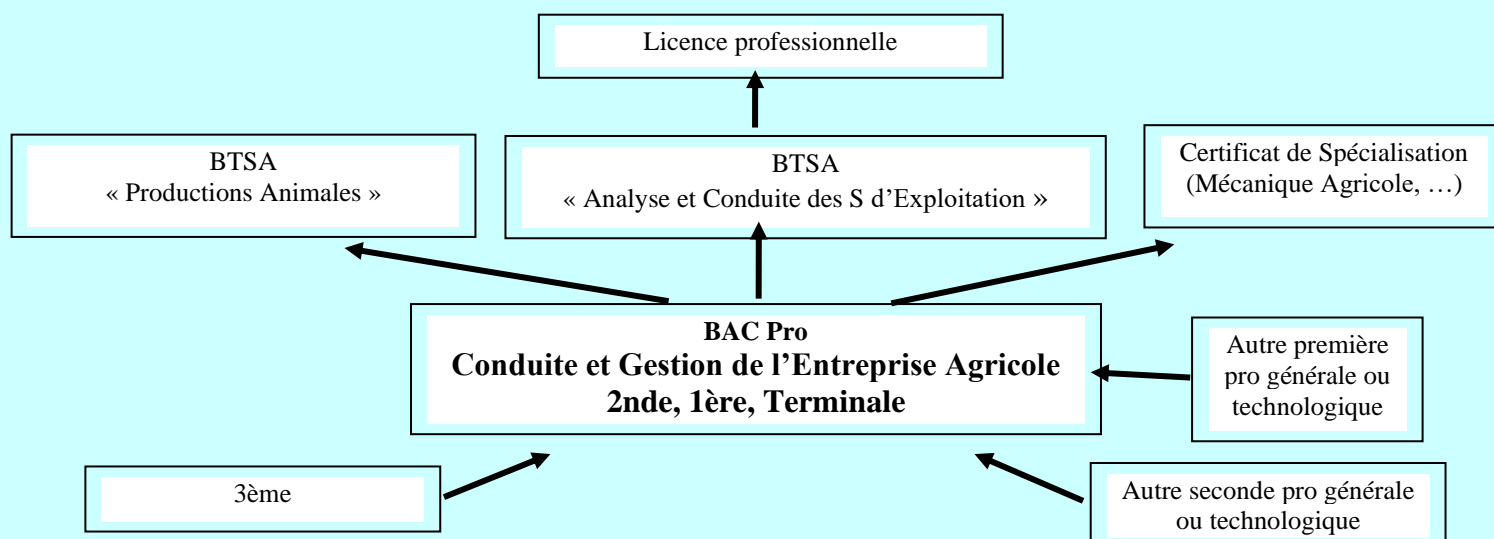 Licence professionnelle
BTSA
« Productions Animales »
BTSA
« Analyse et Conduite des S d’Exploitation »
Certificat de Spécialisation
(Mécanique Agricole, …)
BAC Pro
Conduite et Gestion de l’Entreprise Agricole
2nde, 1ère, Terminale
Autre première
pro générale ou
technologique
3ème
Autre seconde pro générale
ou technologique